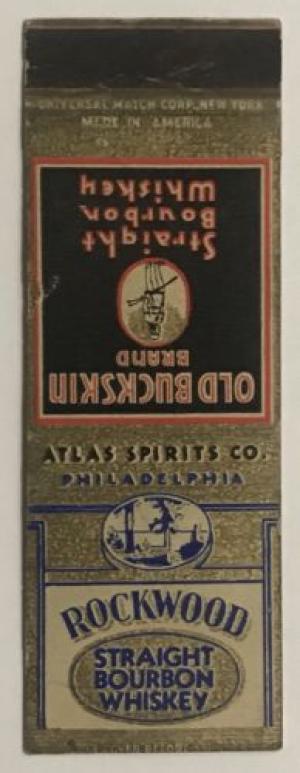 UNIVERSAL MATCH CORP., NEW YORK
MADE IN AMERICA
OLD BUCKSKIN
BRAND
Straight
Bourbon
Whiskey
ATLAS SPIRITS CO.
PHILADELPHIA
ROCKWOOD
STRAIGHT
BOURBON
WHISKEY